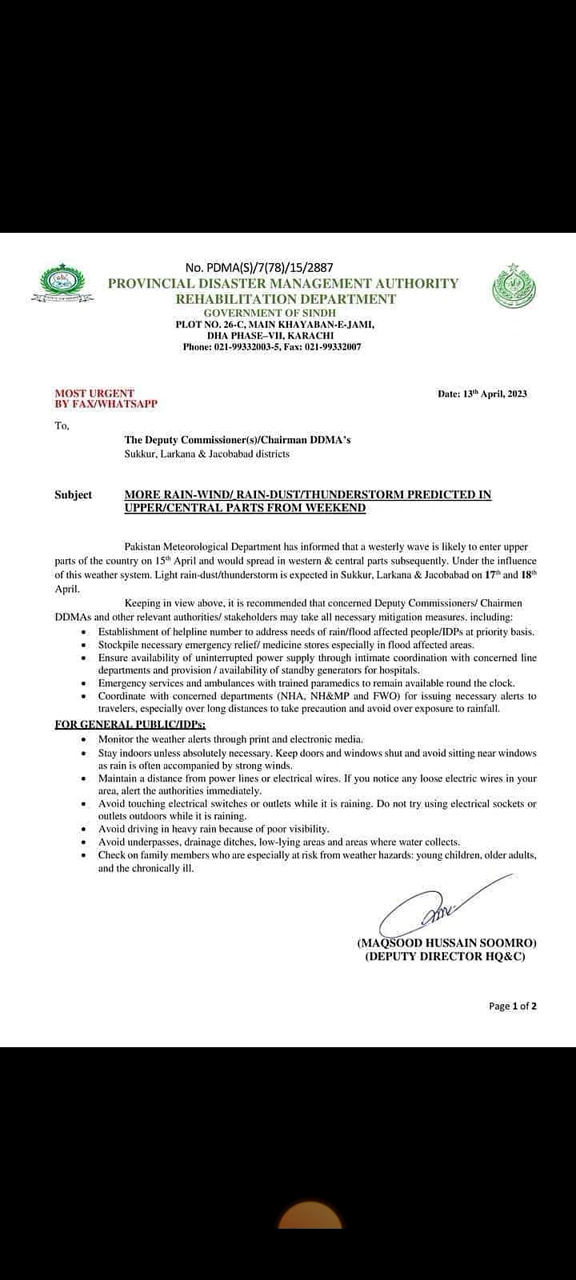 No. PDMA(S)/7(78)/15/2887
PROVINCIAL DISASTER MANAGEMENT AUTHORITY
REHABILITATION DEPARTMENT
GOVERNMENT OF SINDH
PLOT NO. 26-C, MAIN KHAYABAN-E-JAMI,
DHA PHASE–VII, KARACHI
Phone: 021-99332003-5, Fax: 021-99332007
MOST URGENT
BY FAX/WHATSAPP
Date: 13th April, 2023
To,
The Deputy Commissioner(s)/Chairman DDMA's
Sukkur, Larkana & Jacobabad districts
Subject MORE RAIN-WIND/ RAIN-DUST/THUNDERSTORM PREDICTED IN
UPPER/CENTRAL PARTS FROM WEEKEND
Pakistan Meteorological Department has informed that a westerly wave is likely to enter upper
parts of the country on 15th April and would spread in western & central parts subsequently. Under the influence
of this weather system. Light rain-dust/thunderstorm is expected in Sukkur, Larkana & Jacobabad on 17th and 18th
April.
Keeping in view above, it is recommended that concerned Deputy Commissioners/ Chairmen
DDMAs and other relevant authorities/ stakeholders may take all necessary mitigation measures. including:
• Establishment of helpline number to address needs of rain/flood affected people/IDPs at priority basis.
• Stockpile necessary emergency relief/ medicine stores especially in flood affected areas.
• Ensure availability of uninterrupted power supply through intimate coordination with concerned line
departments and provision / availability of standby generators for hospitals.
• Emergency services and ambulances with trained paramedics to remain available round the clock.
• Coordinate with concerned departments (NHA, NH&MP and FWO) for issuing necessary alerts to
travelers, especially over long distances to take precaution and avoid over exposure to rainfall.
FOR GENERAL PUBLIC/IDPs:
• Monitor the weather alerts through print and electronic media.
• Stay indoors unless absolutely necessary. Keep doors and windows shut and avoid sitting near windows
as rain is often accompanied by strong winds.
• Maintain a distance from power lines or electrical wires. If you notice any loose electric wires in your
area, alert the authorities immediately.
• Avoid touching electrical switches or outlets while it is raining. Do not try using electrical sockets or
outlets outdoors while it is raining.
• Avoid driving in heavy rain because of poor visibility.
• Avoid underpasses, drainage ditches, low-lying areas and areas where water collects.
• Check on family members who are especially at risk from weather hazards: young children, older adults,
and the chronically ill.
(MAQSOOD HUSSAIN SOOMRO)
(DEPUTY DIRECTOR HQ&C)
Page 1 of 2